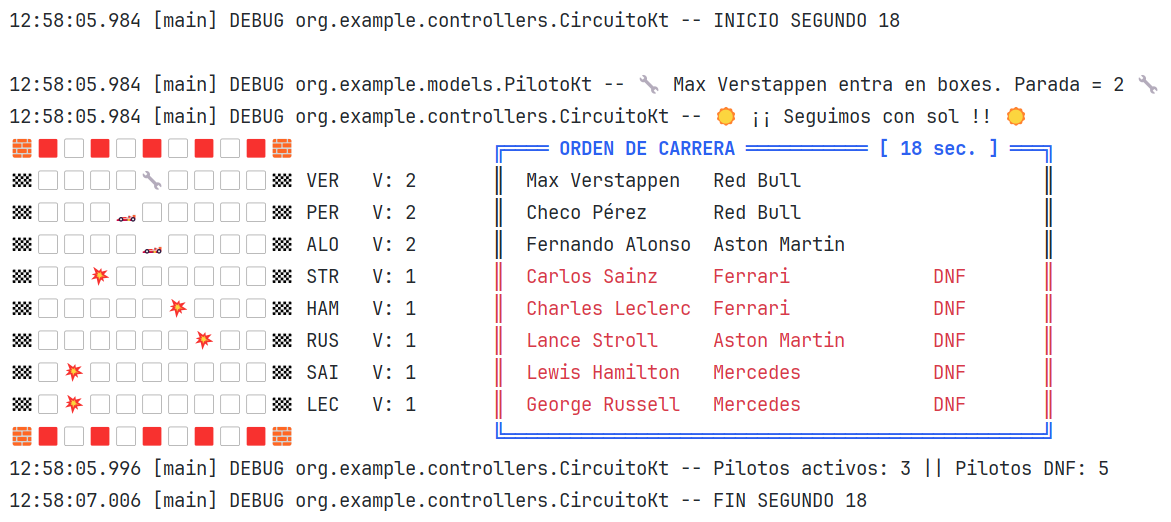 12:58:05.984 [main] DEBUG org.example.controllers.CircuitoKt -- INICIO SEGUNDO 18
12:58:05.984 [main] DEBUG org.example.models.PilotoKt -- 🔧 Max Verstappen entra en boxes. Parada = 2 🔧
12:58:05.984 [main] DEBUG org.example.controllers.CircuitoKt -- ☀️ ¡¡ Seguimos con sol !! ☀️
ORDEN DE CARRERA [ 18 sec. ]
VER V: 2 Max Verstappen Red Bull
PER V: 2 Checo Pérez Red Bull
ALO V: 2 Fernando Alonso Aston Martin
STR V: 1 Carlos Sainz Ferrari DNF
HAM V: 1 Charles Leclerc Ferrari DNF
RUS V: 1 Lance Stroll Aston Martin DNF
SAI V: 1 Lewis Hamilton Mercedes DNF
LEC V: 1 George Russell Mercedes DNF
12:58:05.996 [main] DEBUG org.example.controllers.CircuitoKt -- Pilotos activos: 3 || Pilotos DNF: 5
12:58:07.006 [main] DEBUG org.example.controllers.CircuitoKt -- FIN SEGUNDO 18